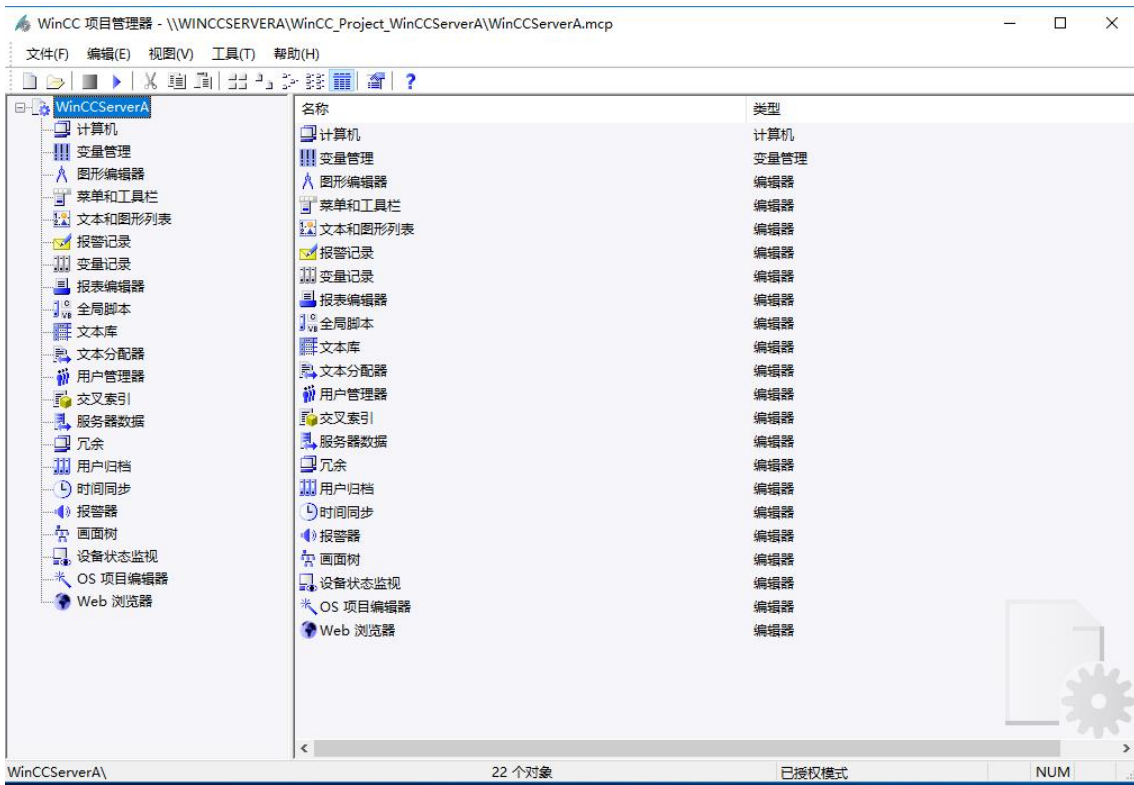 WinCC 项目管理器 - \\WINCCSERVERA\WinCC_Project_WinCCServerA\WinCCServerA.mcp
文件(F) 编辑(E) 视图(V) 工具(T) 帮助(H)
WinCCServerA
计算机
变量管理
图形编辑器
菜单和工具栏
文本和图形列表
报警记录
变量记录
报表编辑器
全局脚本
文本库
文本分配器
用户管理器
交叉索引
服务器数据
冗余
用户归档
时间同步
报警器
画面树
设备状态监视
OS 项目编辑器
Web 浏览器
名称 类型
计算机 计算机
变量管理 变量管理
图形编辑器 编辑器
菜单和工具栏 编辑器
文本和图形列表 编辑器
报警记录 编辑器
变量记录 编辑器
报表编辑器 编辑器
全局脚本 编辑器
文本库 编辑器
文本分配器 编辑器
用户管理器 编辑器
交叉索引 编辑器
服务器数据 编辑器
冗余 编辑器
用户归档 编辑器
时间同步 编辑器
报警器 编辑器
画面树 编辑器
设备状态监视 编辑器
OS 项目编辑器 编辑器
Web 浏览器 编辑器
WinCCServerA\ 22 个对象 已授权模式 NUM